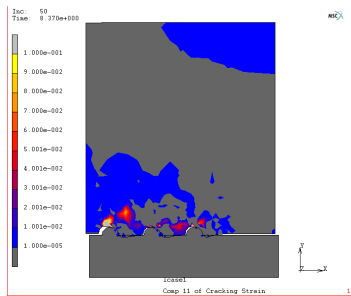 Inc: 50
Time: 8.370e+000
MSC
1.000e-001
9.000e-002
8.000e-002
7.000e-002
6.000e-002
5.001e-002
4.001e-002
3.001e-002
2.001e-002
1.001e-002
1.000e-005
Y
Z X
lcase1
Comp 11 of Cracking Strain
1